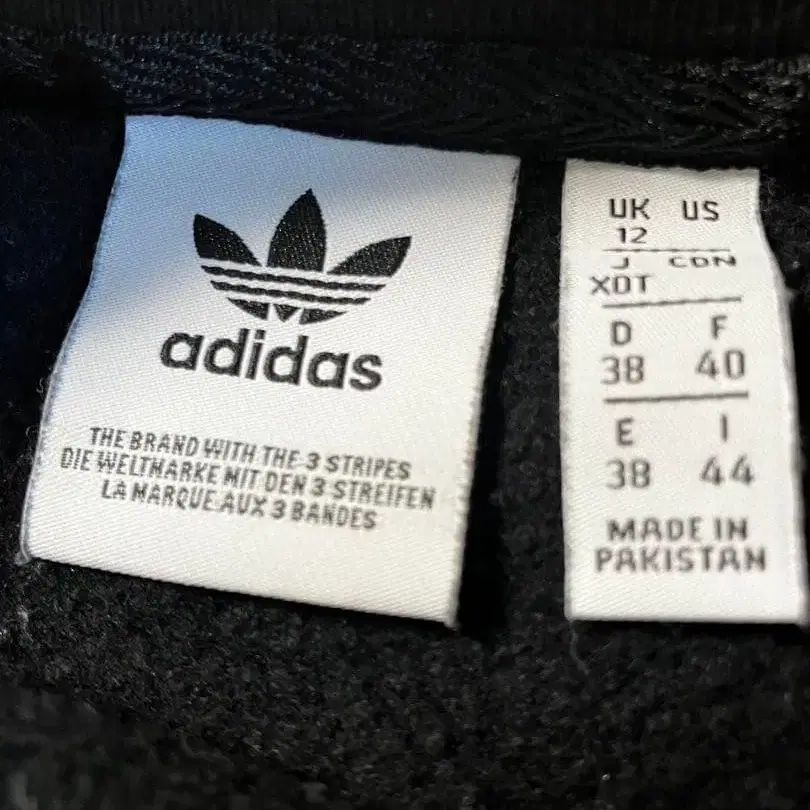 adidas
THE BRAND WITH THE 3 STRIPES
DIE WELTMARKE MIT DEN 3 STREIFEN
LA MARQUE AUX 3 BANDES
UK US
12
J CDN
XOT
D F
38 40
E I
38 44
MADE IN
PAKISTAN